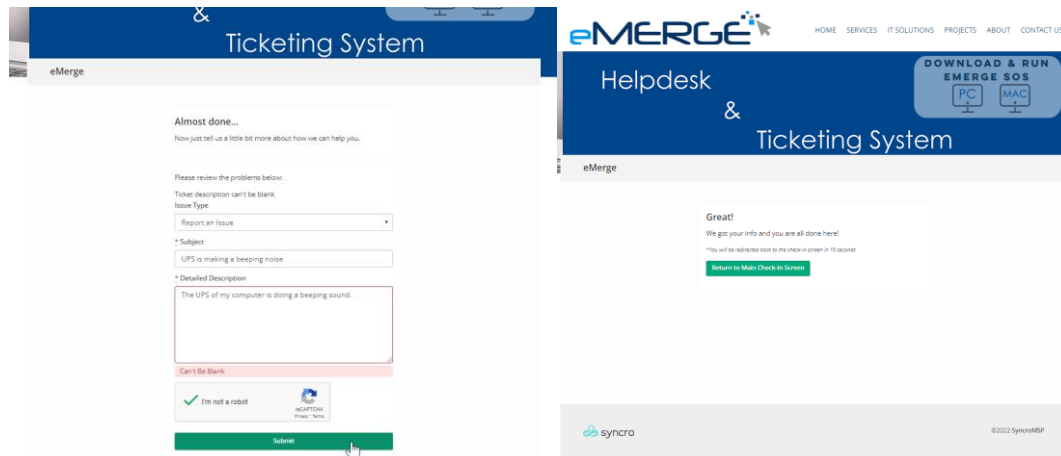 &
Ticketing System
eMerge
Almost done...
Now just tell us a little bit more about how we can help you.
Please review the problems below:
Ticket description can't be blank
Issue Type
Report an Issue
* Subject
UPS is making a beeping noise
* Detailed Description
The UPS of my computer is doing a beeping sound.
Can't Be Blank
I'm not a robot
reCAPTCHA
Privacy - Terms
Submit
eMERGE
HOME SERVICES IT SOLUTIONS PROJECTS ABOUT CONTACT US
Helpdesk
&
Ticketing System
DOWNLOAD & RUN
EMERGE SOS
PC MAC
eMerge
Great!
We got your info and you are all done here!
*You will be redirected back to the check-in screen in 10 seconds
Return to Main Check-In Screen
syncro
©2022 SyncroMSP